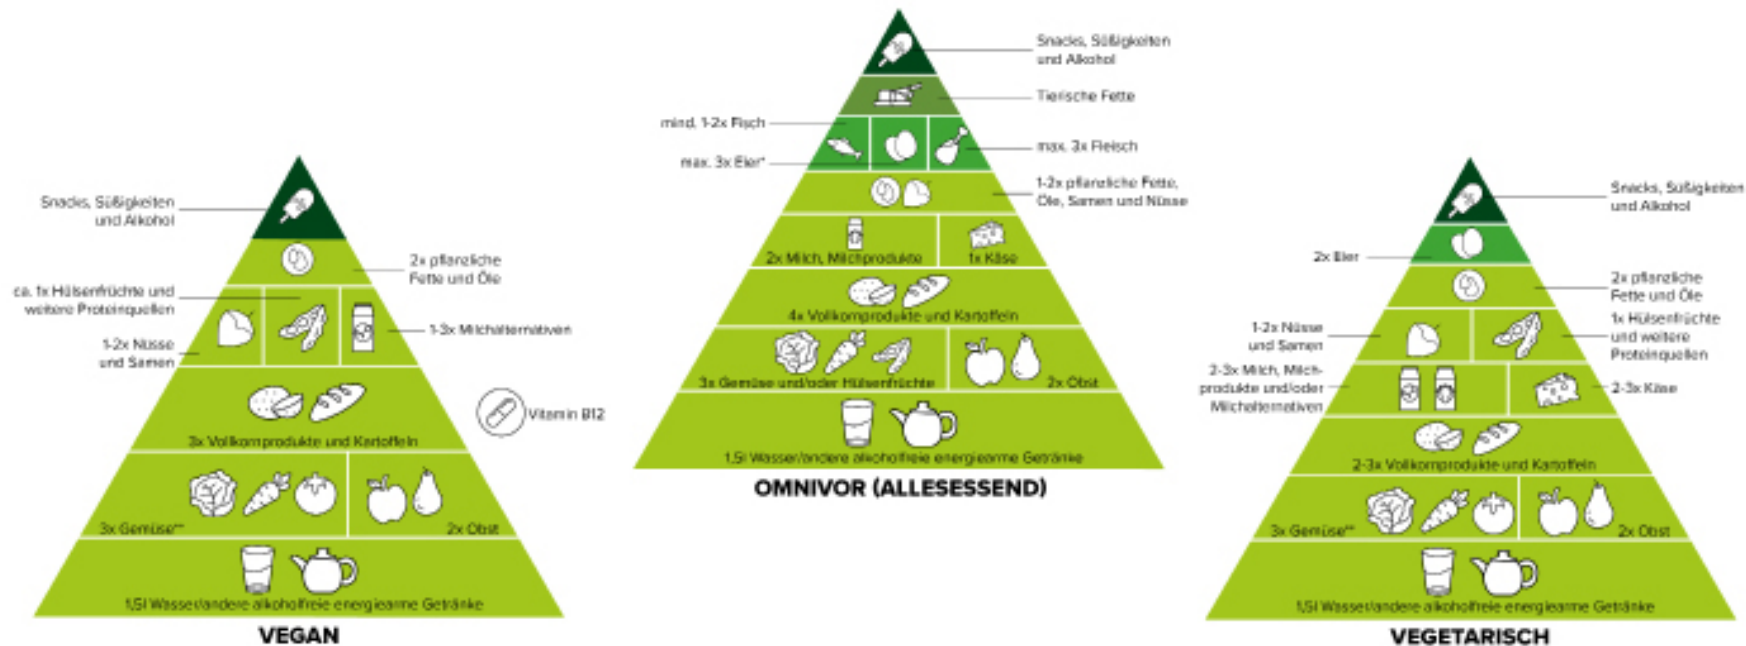 Snacks, Süßigkeiten
und Alkohol
2x pflanzliche
Fette und Öle
ca. 1x Hülsenfrüchte und
weitere Proteinquellen
1-3x Milchalternativen
1-2x Nüsse
und Samen
3x Vollkornprodukte und Kartoffeln
Vitamin B12
3x Gemüse**
2x Obst
1,5l Wasser/andere alkoholfreie energiearme Getränke
VEGAN
Snacks, Süßigkeiten
und Alkohol
Tierische Fette
mind. 1-2x Fisch
max. 3x Eier*
max. 3x Fleisch
1-2x pflanzliche Fette,
Öle, Samen und Nüsse
2x Milch, Milchprodukte
1x Käse
4x Vollkornprodukte und Kartoffeln
3x Gemüse und/oder Hülsenfrüchte
2x Obst
1,5l Wasser/andere alkoholfreie energiearme Getränke
OMNIVOR (ALLESESSEND)
Snacks, Süßigkeiten
und Alkohol
2x Eier
2x pflanzliche
Fette und Öle
1-2x Nüsse
und Samen
1x Hülsenfrüchte
und weitere
Proteinquellen
2-3x Milch, Milch-
produkte und/oder
Milchalternativen
2-3x Käse
2-3x Vollkornprodukte und Kartoffeln
3x Gemüse**
2x Obst
1,5l Wasser/andere alkoholfreie energiearme Getränke
VEGETARISCH